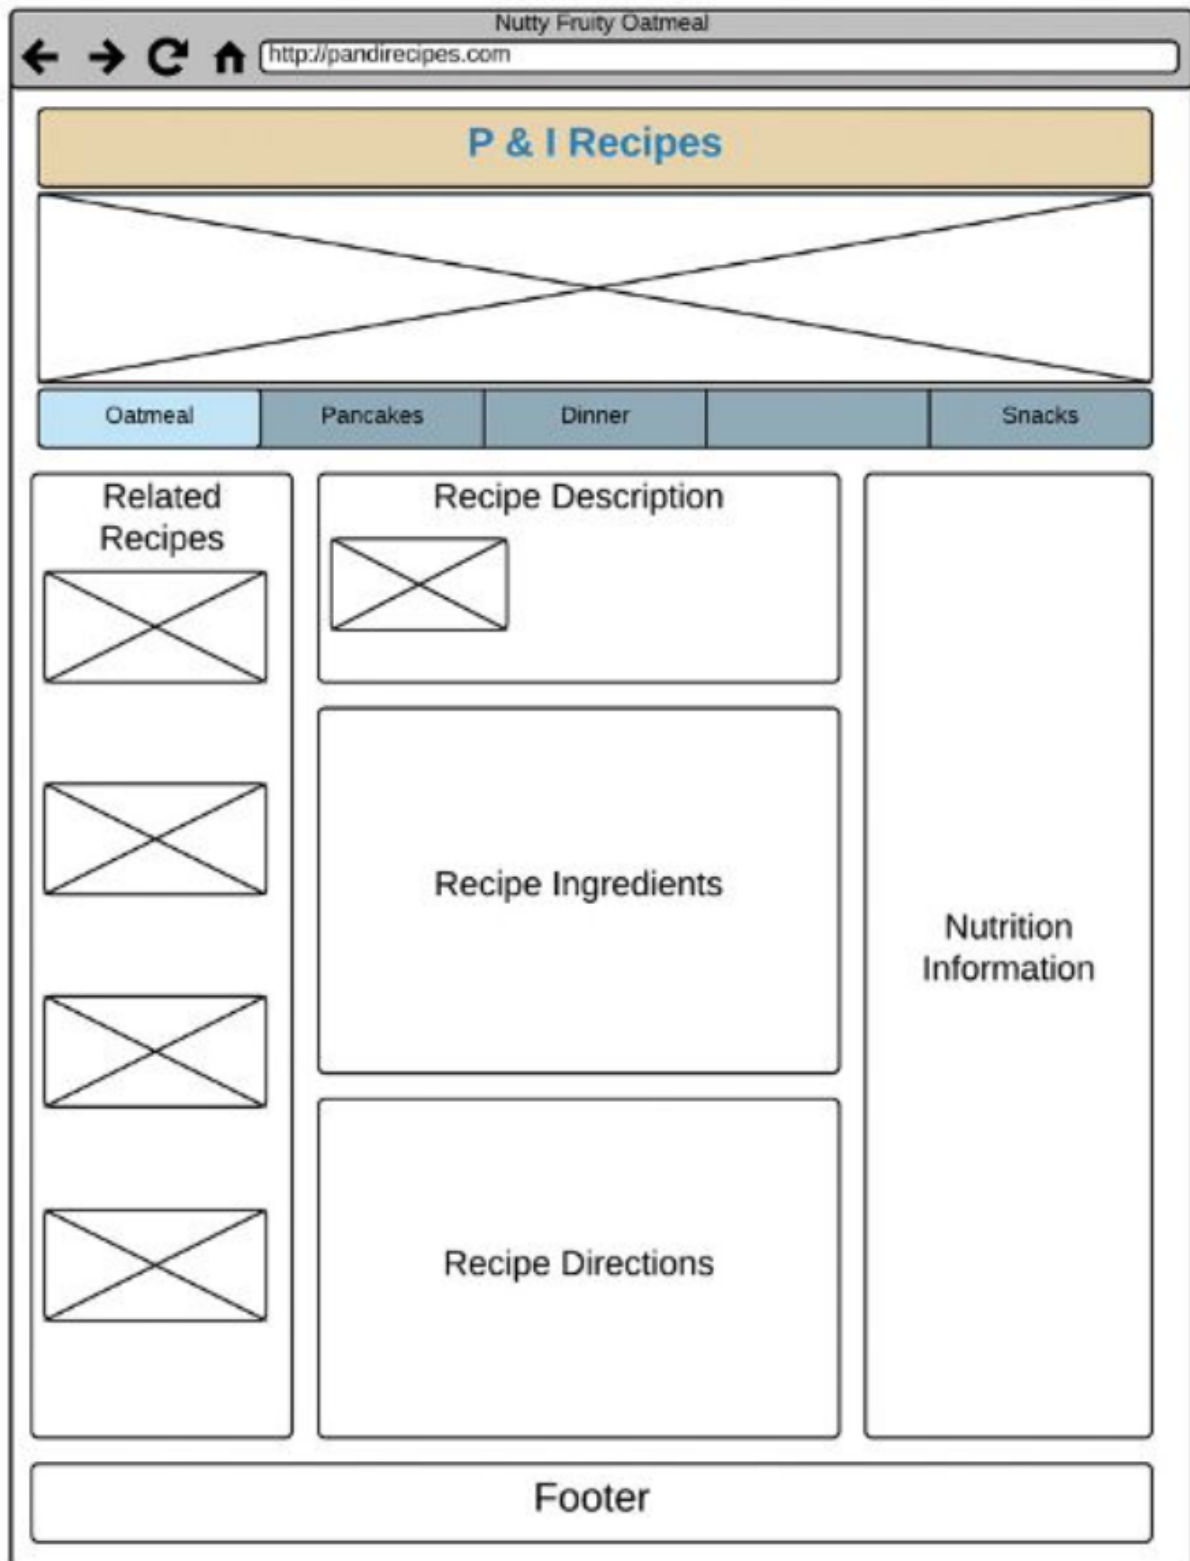 Nutty Fruity Oatmeal
http://pandirecipes.com
P & I Recipes
Oatmeal
Pancakes
Dinner
Snacks
Related
Recipes
Recipe Description
Recipe Ingredients
Recipe Directions
Nutrition
Information
Footer